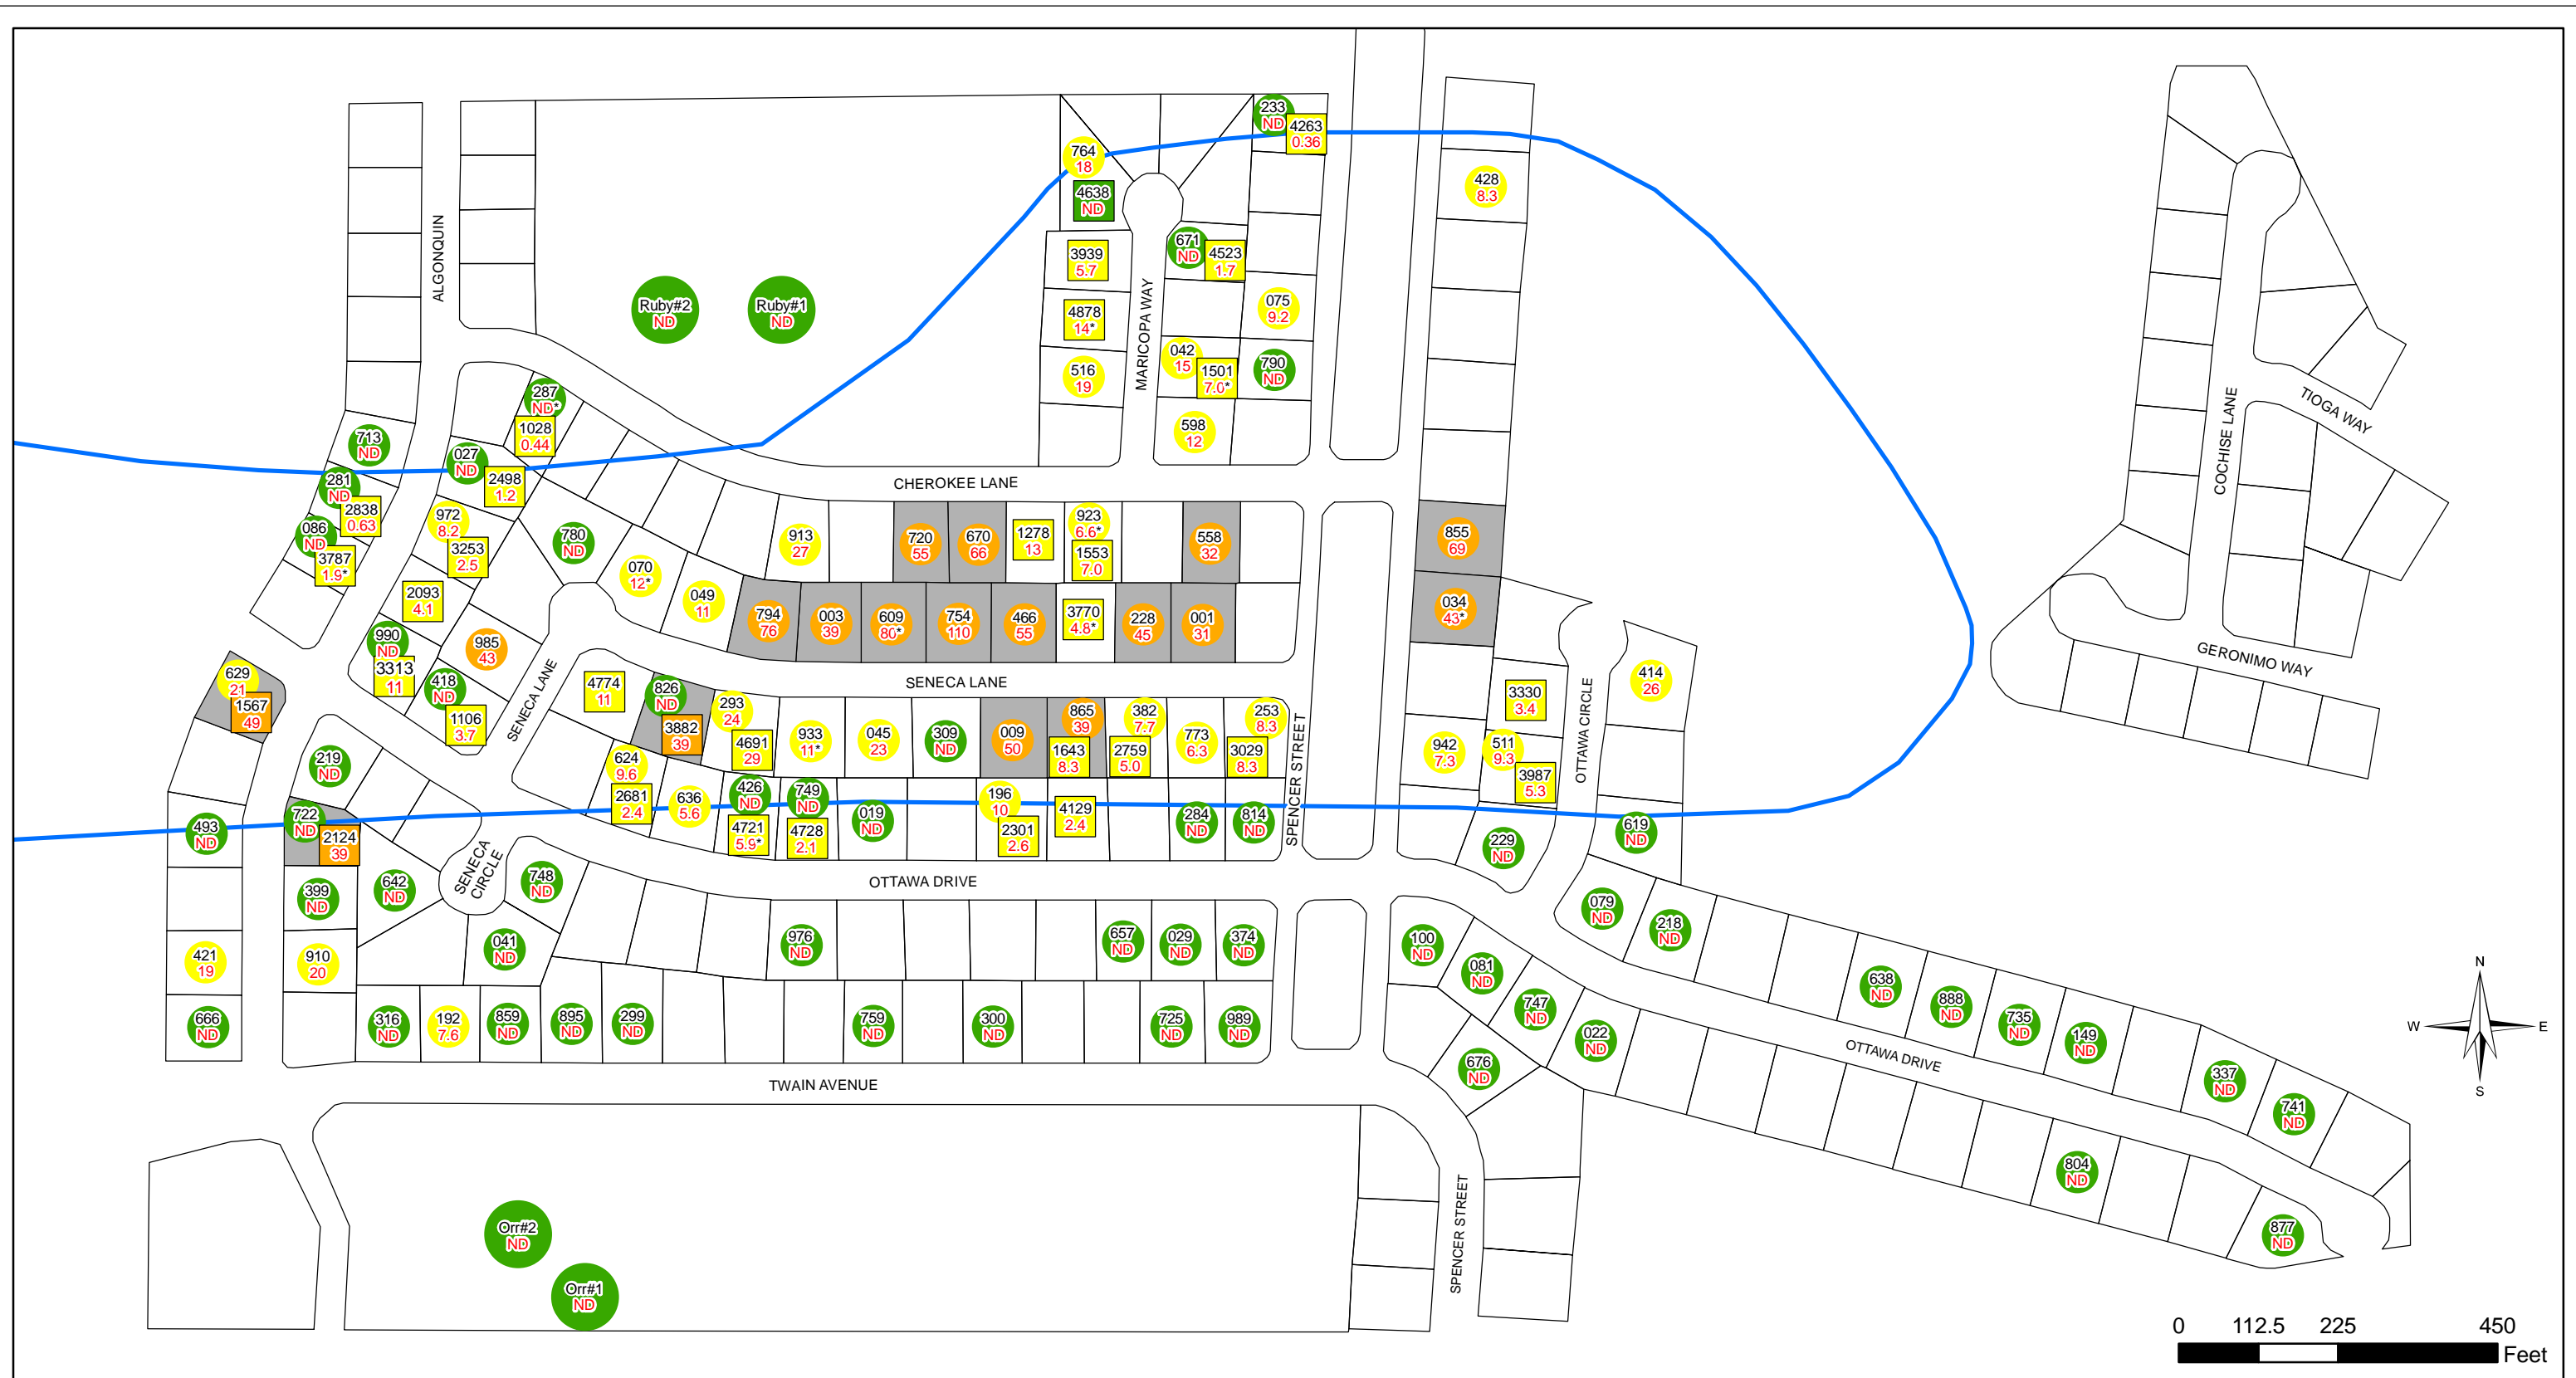 233
ND
4263
0.36
764
18
4638
ND
428
8.3
ALGONQUIN
671
ND
4523
1.7
3939
5.7
Ruby#2
ND
Ruby#1
ND
4878
14*
075
9.2
MARICOPA WAY
042
15
1501
7.0*
790
ND
516
19
287
ND*
1028
0.44
598
12
TIOGA WAY
COCHISE LANE
713
ND
027
ND
2498
1.2
CHEROKEE LANE
281
ND
2838
0.63
086
ND
3787
1.9*
972
8.2
3253
2.5
780
ND
913
27
720
55
670
66
1278
13
923
6.6*
1553
7.0
558
32
855
69
070
12*
049
11
2093
4.1
794
76
003
39
609
80*
754
110
466
55
3770
4.8*
228
45
001
31
034
43*
990
ND
3313
11
985
43
418
ND
1106
3.7
629
21
1567
49
SENECA LANE
SENECA LANE
GERONIMO WAY
4774
11
826
ND
3882
39
293
24
4691
29
933
11*
045
23
309
ND
009
50
865
39
1643
8.3
382
7.7
2759
5.0
773
6.3
253
8.3
3029
8.3
SPENCER STREET
3330
3.4
OTTAWA CIRCLE
414
26
942
7.3
511
9.3
3987
5.3
219
ND
624
9.6
2681
2.4
636
5.6
426
ND
4721
5.9*
749
ND
4728
2.1
019
ND
196
10
2301
2.6
4129
2.4
284
ND
814
ND
493
ND
722
ND
2124
39
229
ND
619
ND
SENECA
CIRCLE
OTTAWA DRIVE
399
ND
642
ND
748
ND
079
ND
218
ND
421
19
910
20
041
ND
976
ND
657
ND
029
ND
374
ND
100
ND
081
ND
747
ND
022
ND
638
ND
888
ND
735
ND
149
ND
N
W
E
S
666
ND
316
ND
192
7.6
859
ND
895
ND
299
ND
759
ND
300
ND
725
ND
989
ND
676
ND
OTTAWA DRIVE
337
ND
741
ND
TWAIN AVENUE
804
ND
877
ND
SPENCER STREET
Orr#2
ND
Orr#1
ND
0 112.5 225 450
Feet